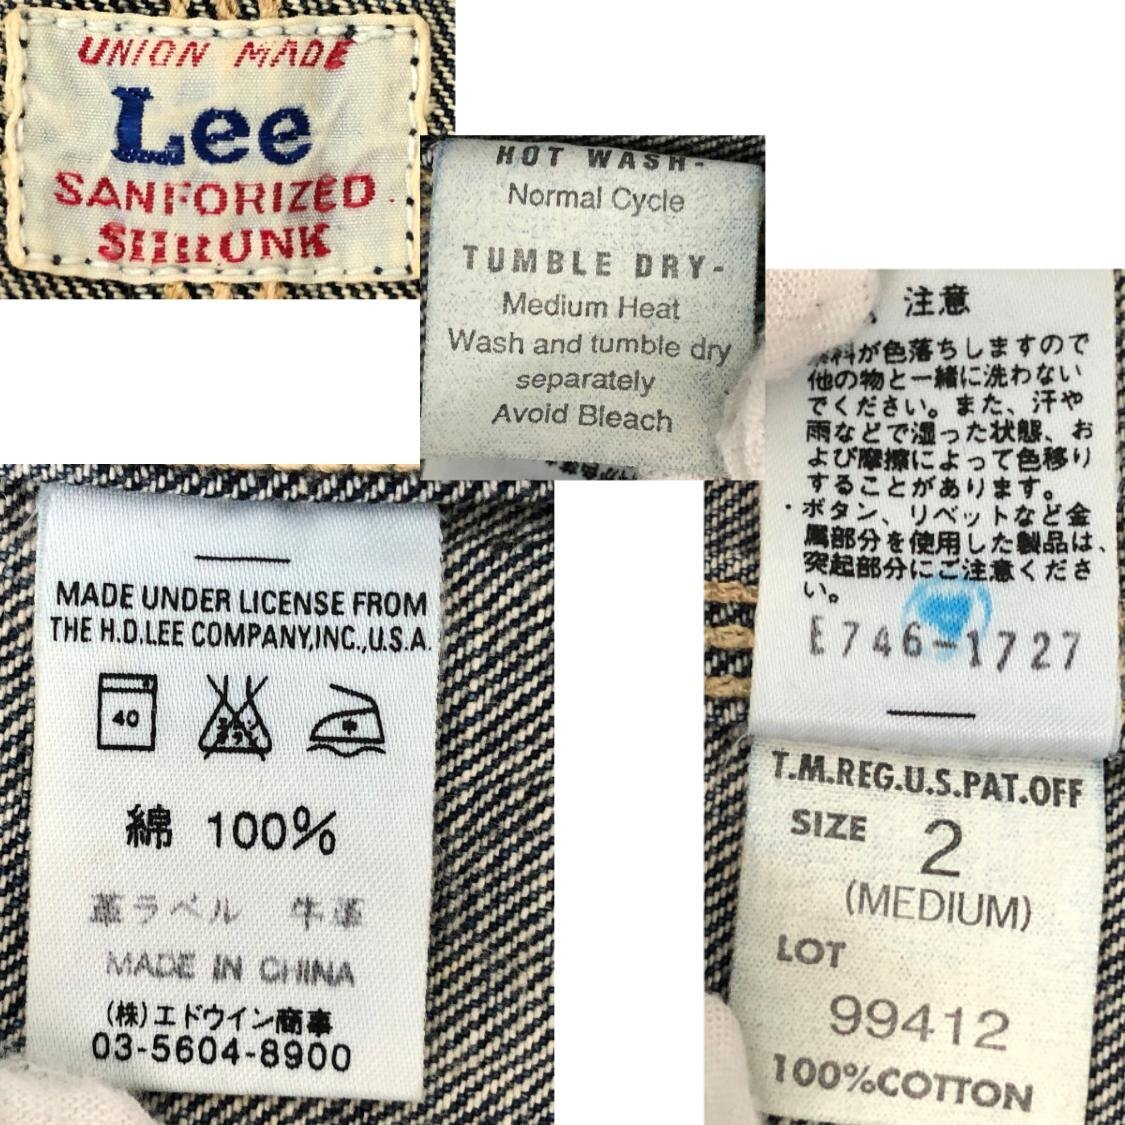 UNION MADE
Lee
SANFORIZED
SHRUNK
HOT WASH-
Normal Cycle
TUMBLE DRY-
Medium Heat
Wash and tumble dry
separately
Avoid Bleach
注意
料が色落ちしますので
他の物と一緒に洗わない
でください。また、汗や
雨などで湿った状態、お
よび摩擦によって色移り
することがあります。
・ボタン、リベットなど金
属部分を使用した製品は、
突起部分にご注意くださ
い。
E746-1727
T.M.REG.U.S.PAT.OFF
SIZE 2
(MEDIUM)
LOT
99412
100%COTTON
MADE UNDER LICENSE FROM
THE H.D.LEE COMPANY,INC.,U.S.A.
40
エンソ
サラシ
中
綿 100%
革ラベル 牛革
MADE IN CHINA
(株)エドウイン商事
03-5604-8900